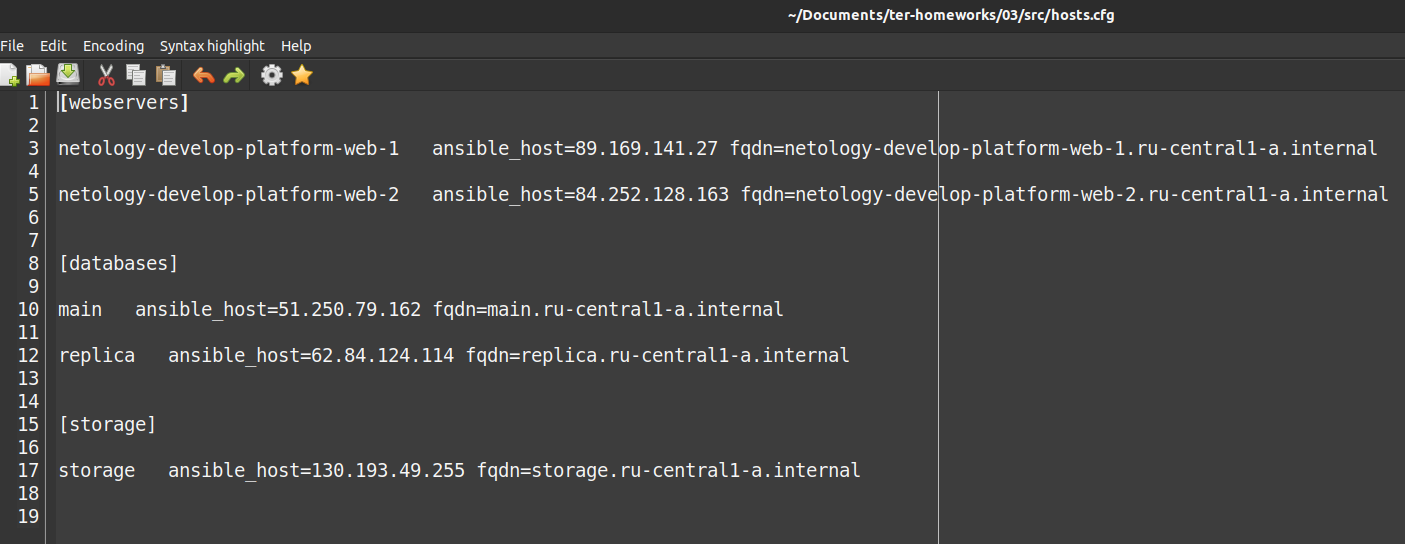 ~/Documents/ter-homeworks/03/src/hosts.cfg
File Edit Encoding Syntax highlight Help
1 [webservers]
2
3 netology-develop-platform-web-1   ansible_host=89.169.141.27 fqdn=netology-develop-platform-web-1.ru-central1-a.internal
4
5 netology-develop-platform-web-2   ansible_host=84.252.128.163 fqdn=netology-develop-platform-web-2.ru-central1-a.internal
6
7
8 [databases]
9
10 main   ansible_host=51.250.79.162 fqdn=main.ru-central1-a.internal
11
12 replica   ansible_host=62.84.124.114 fqdn=replica.ru-central1-a.internal
13
14
15 [storage]
16
17 storage   ansible_host=130.193.49.255 fqdn=storage.ru-central1-a.internal
18
19